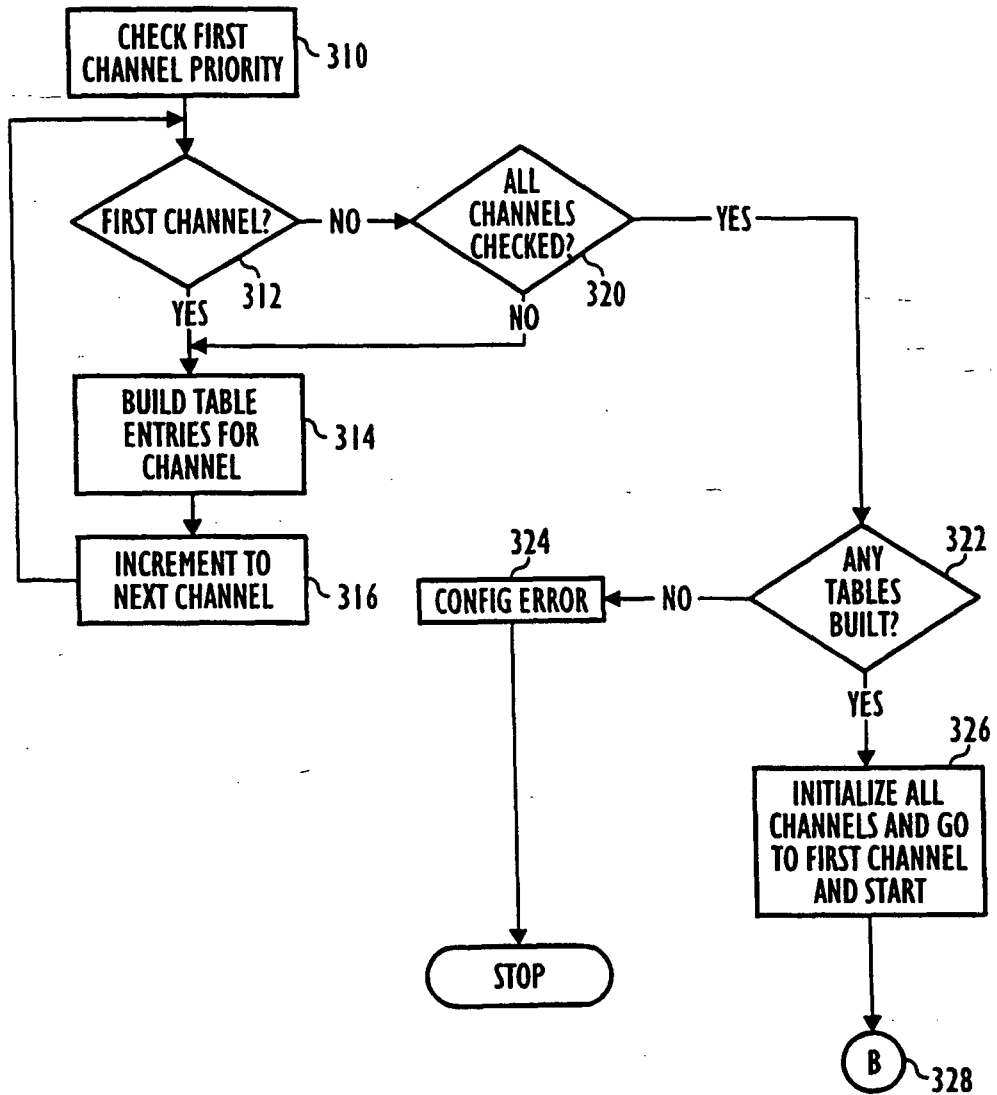 CHECK FIRST
CHANNEL PRIORITY
310
FIRST CHANNEL?
312
NO
ALL
CHANNELS
CHECKED?
320
YES
YES
NO
BUILD TABLE
ENTRIES FOR
CHANNEL
314
INCREMENT TO
NEXT CHANNEL
316
324
CONFIG ERROR
NO
ANY
TABLES
BUILT?
322
YES
326
INITIALIZE ALL
CHANNELS AND GO
TO FIRST CHANNEL
AND START
STOP
B
328